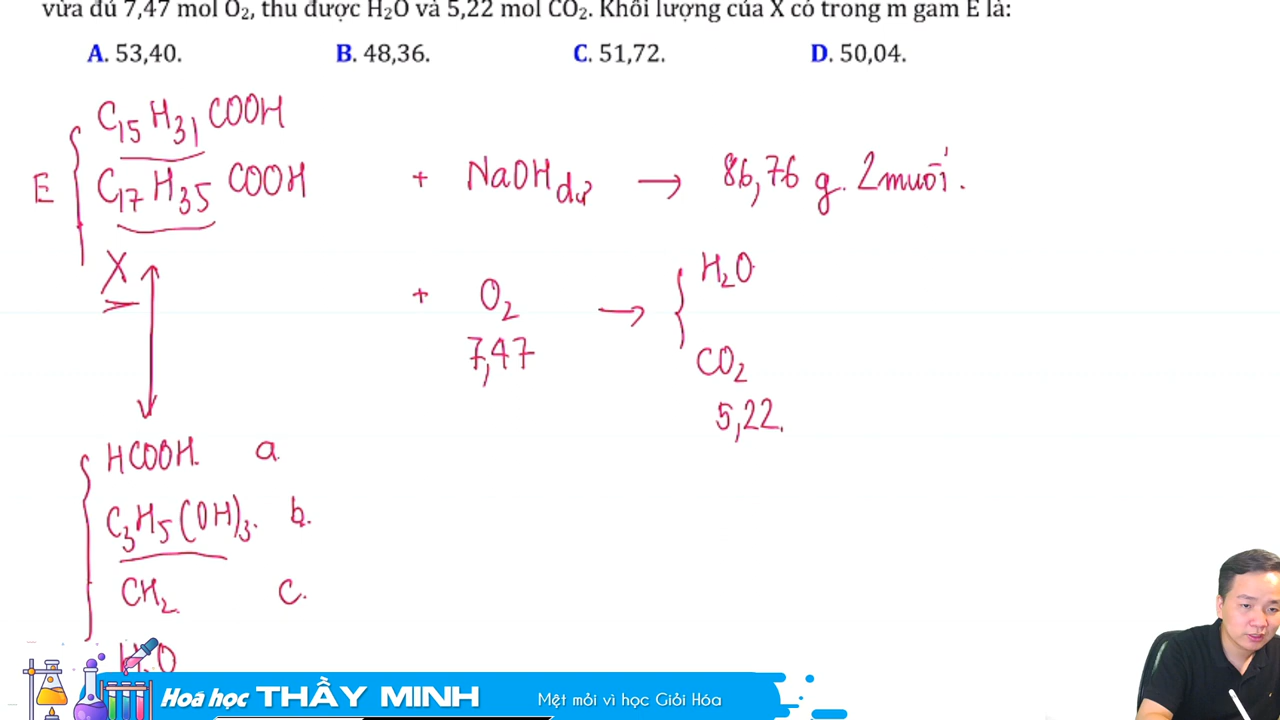 vừa đủ 7,47 mol O₂, thu được H₂O và 5,22 mol CO₂. Khối lượng của X có trong m gam E là:
A. 53,40. B. 48,36. C. 51,72. D. 50,04.
C₁₅H₃₁COOH
E C₁₇H₃₅COOH + NaOH dư → 86,76 g. 2 muối.
X
+ O₂ → H₂O
7,47 CO₂
5,22.
HCOOH. a
C₃H₅(OH)₃. b.
CH₂ c.
H₂O
Hoá học THẦY MINH Mệt mỏi vì học Giỏi Hóa